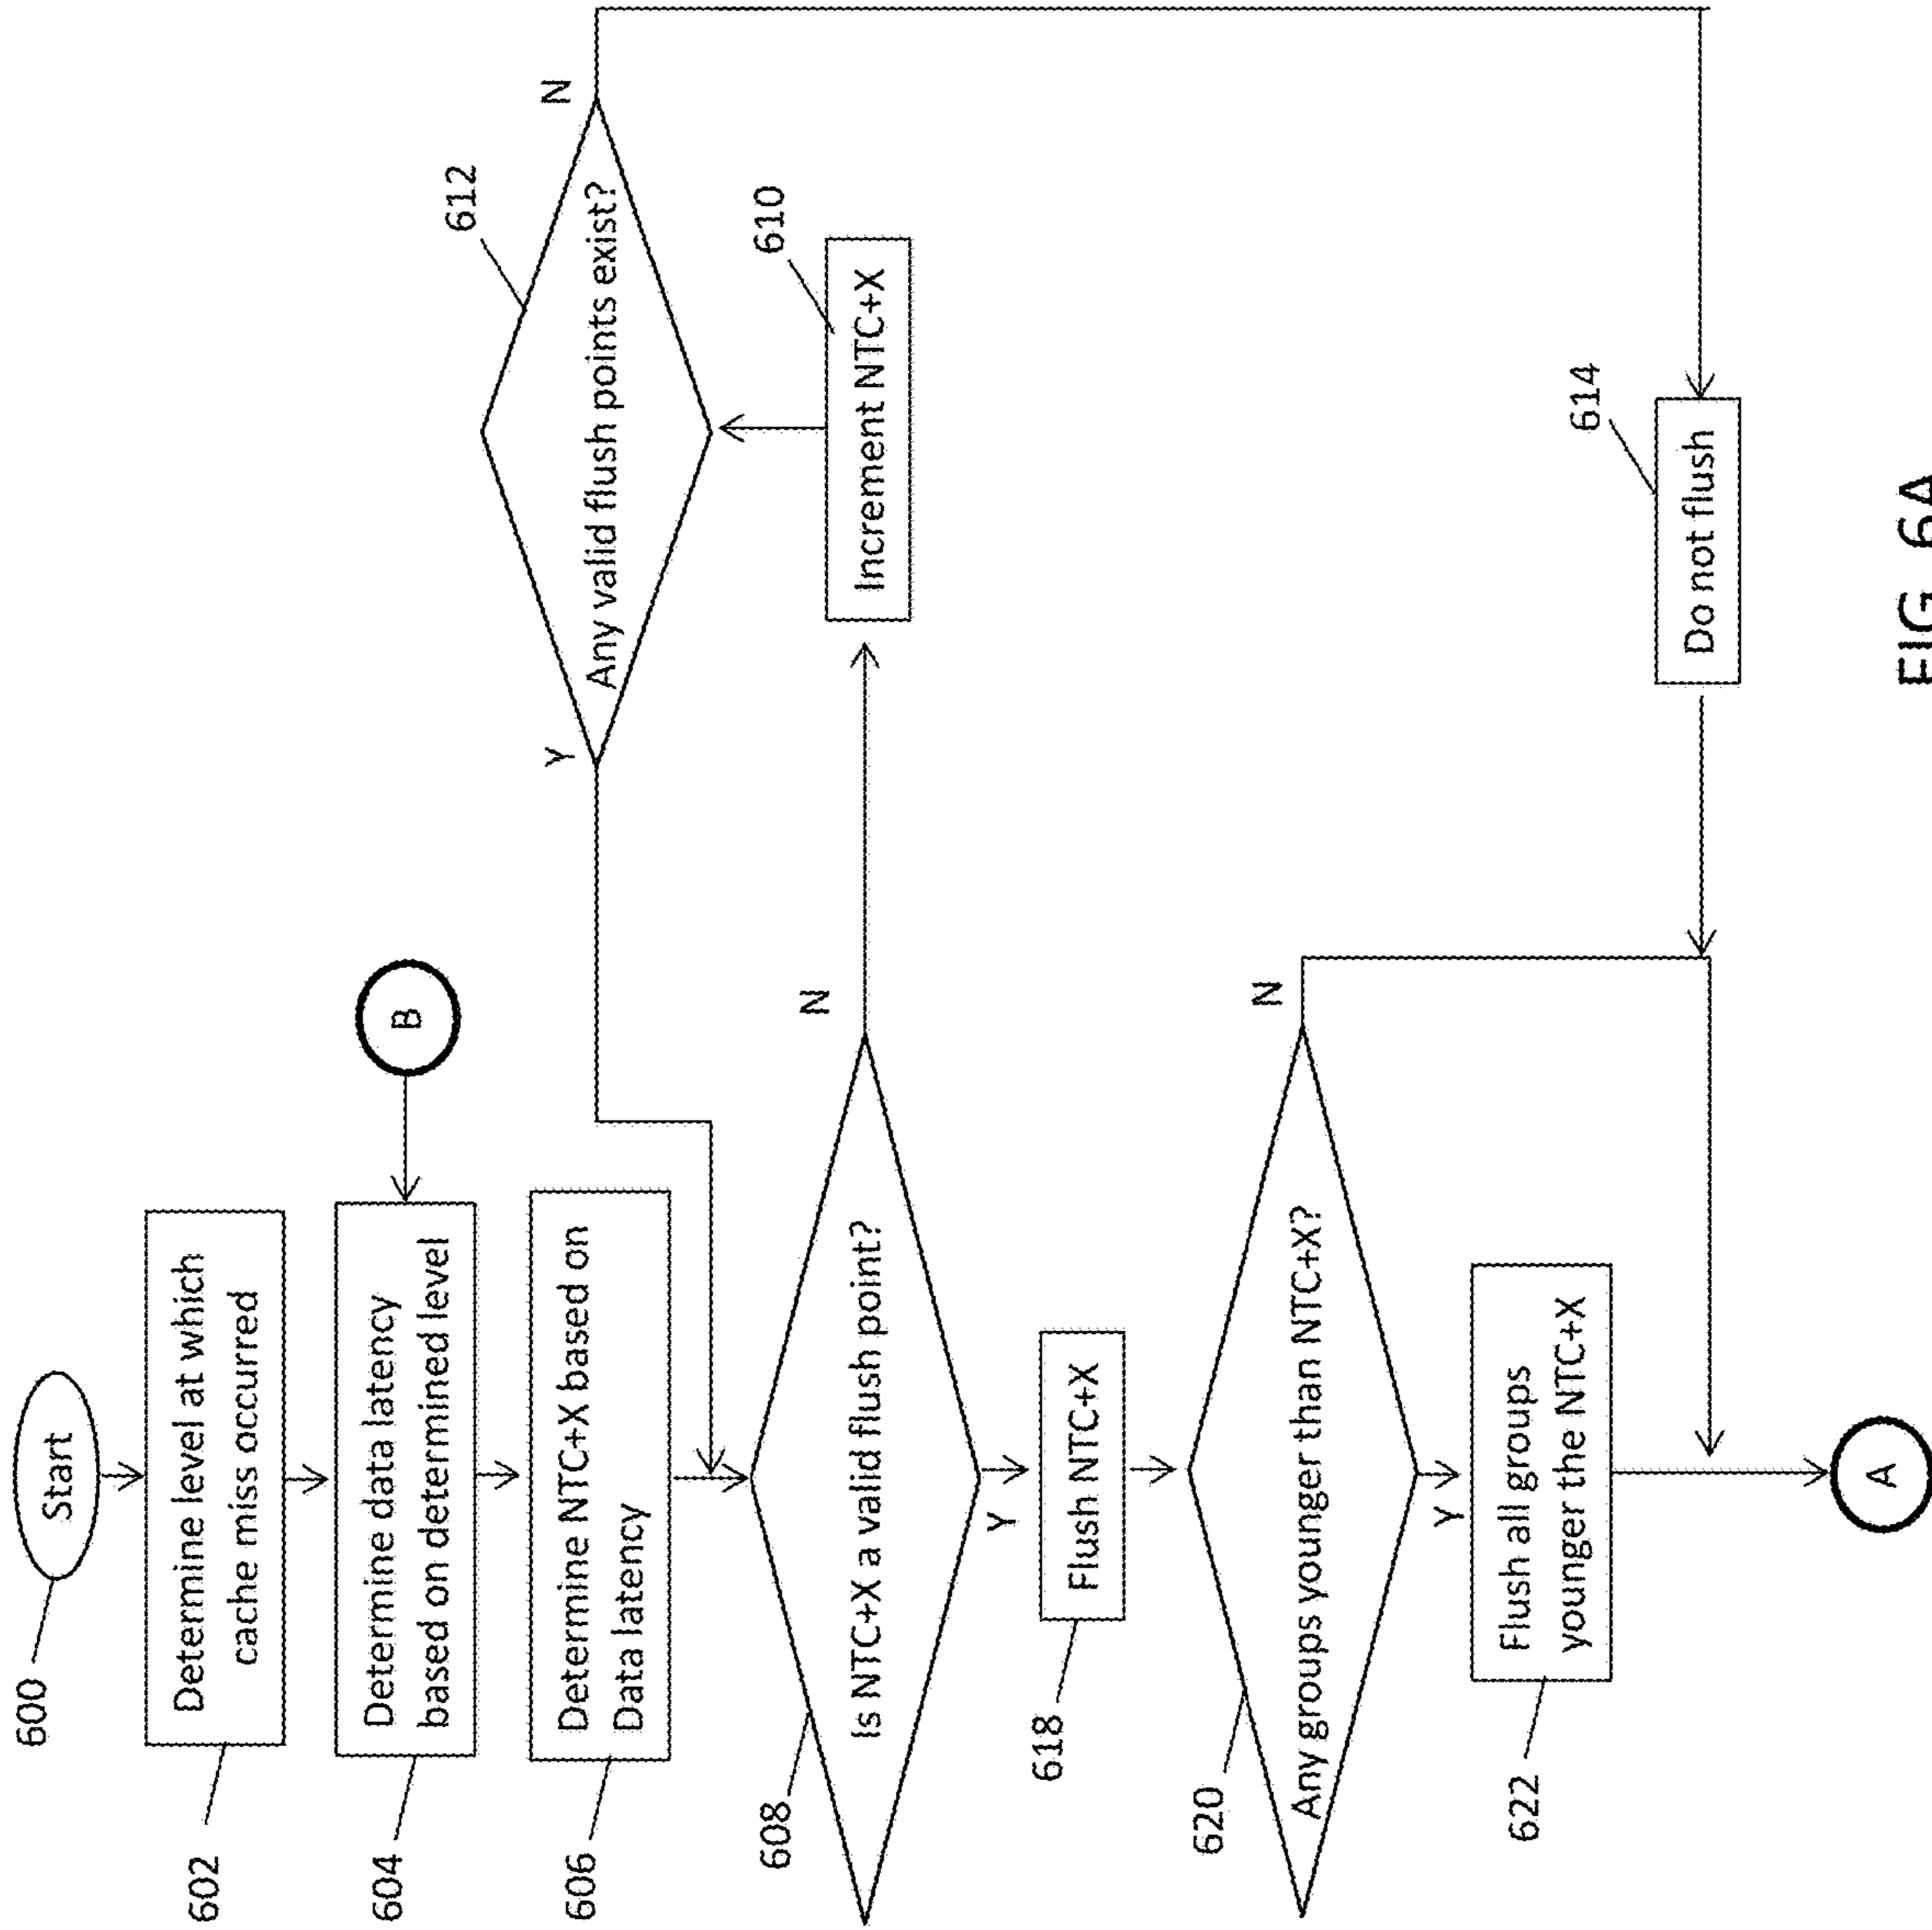 600
Start
602
Determine level at which
cache miss occurred
604
Determine data latency
based on determined level
B
606
Determine NTC+X based on
Data latency
608
Is NTC+X a valid flush point?
N
Y
610
Increment NTC+X
612
Any valid flush points exist?
Y
N
618
Flush NTC+X
620
Any groups younger than NTC+X?
N
Y
622
Flush all groups
younger the NTC+X
614
Do not flush
A
FIG. 6A